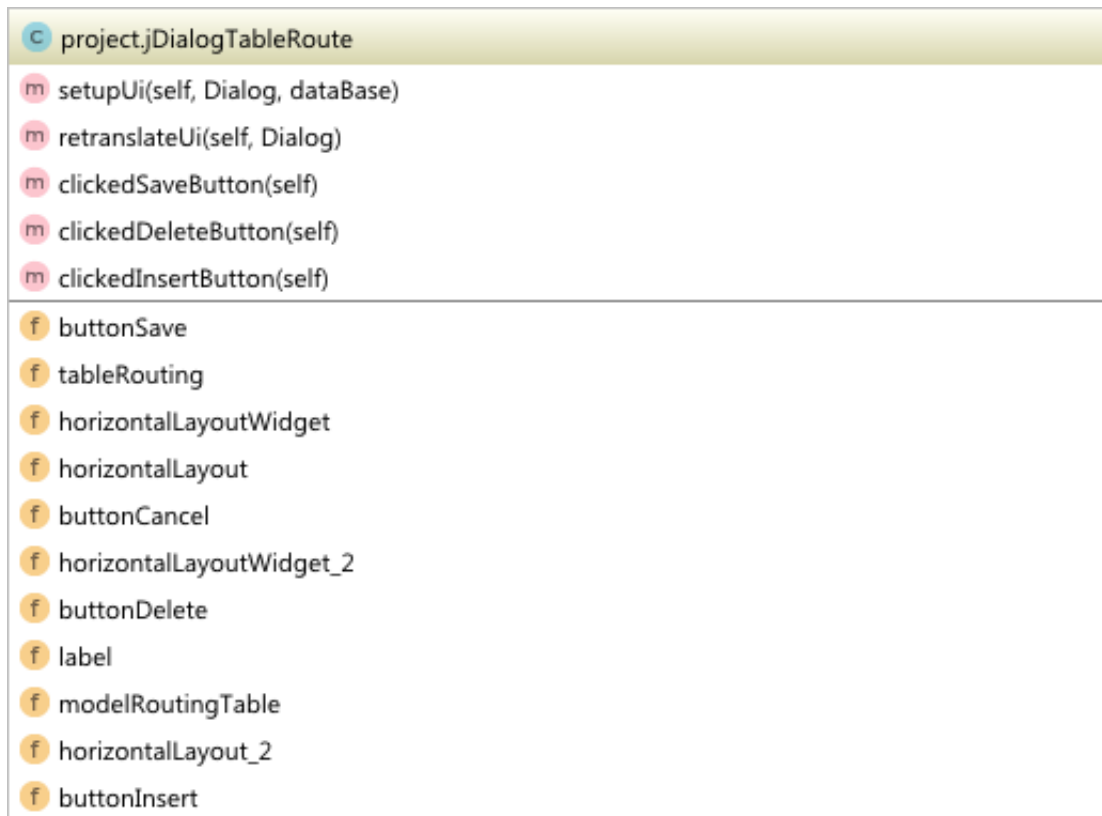 C project.jDialogTableRoute
m setupUi(self, Dialog, dataBase)
m retranslateUi(self, Dialog)
m clickedSaveButton(self)
m clickedDeleteButton(self)
m clickedInsertButton(self)
f buttonSave
f tableRouting
f horizontalLayoutWidget
f horizontalLayout
f buttonCancel
f horizontalLayoutWidget_2
f buttonDelete
f label
f modelRoutingTable
f horizontalLayout_2
f buttonInsert